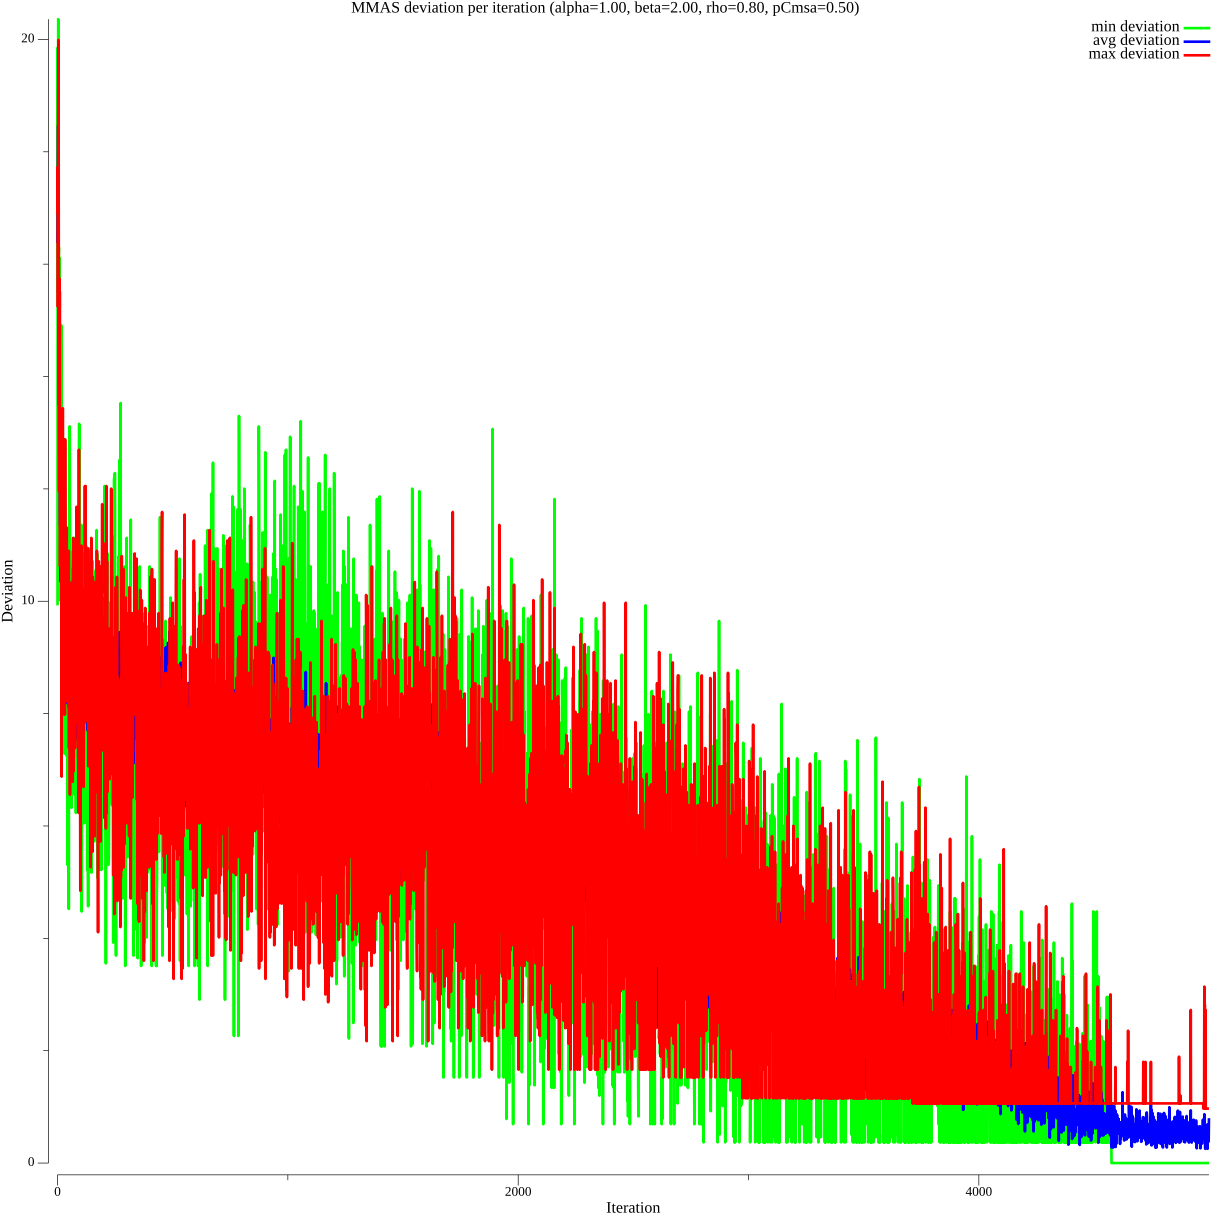 MMAS deviation per iteration (alpha=1.00, beta=2.00, rho=0.80, pCmsa=0.50)
min deviation
avg deviation
max deviation
20
10
0
Deviation
0 2000 4000
Iteration